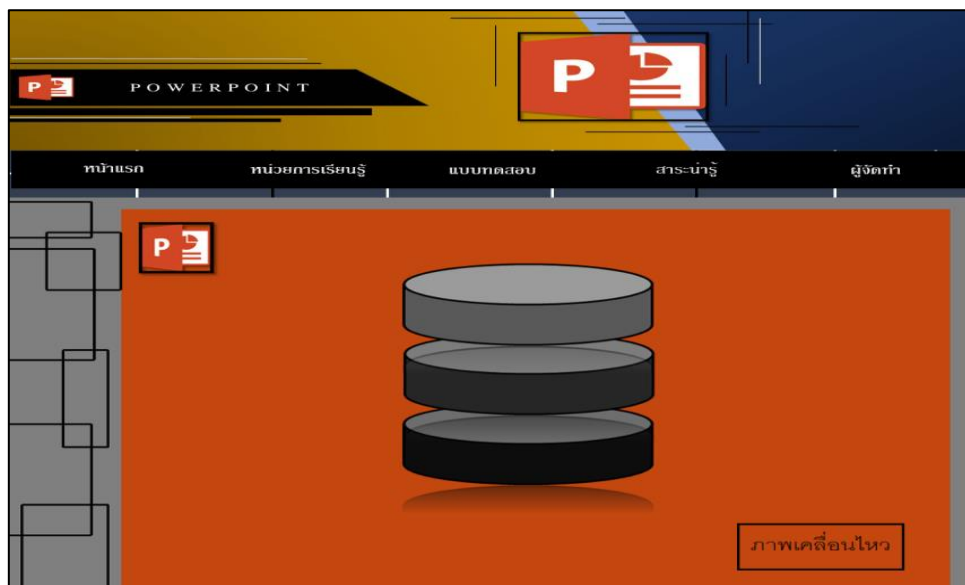 P
P POWERPOINT
หน้าแรก หน่วยการเรียนรู้ แบบทดสอบ สาระน่ารู้ ผู้จัดทำ
P
ภาพเคลื่อนไหว